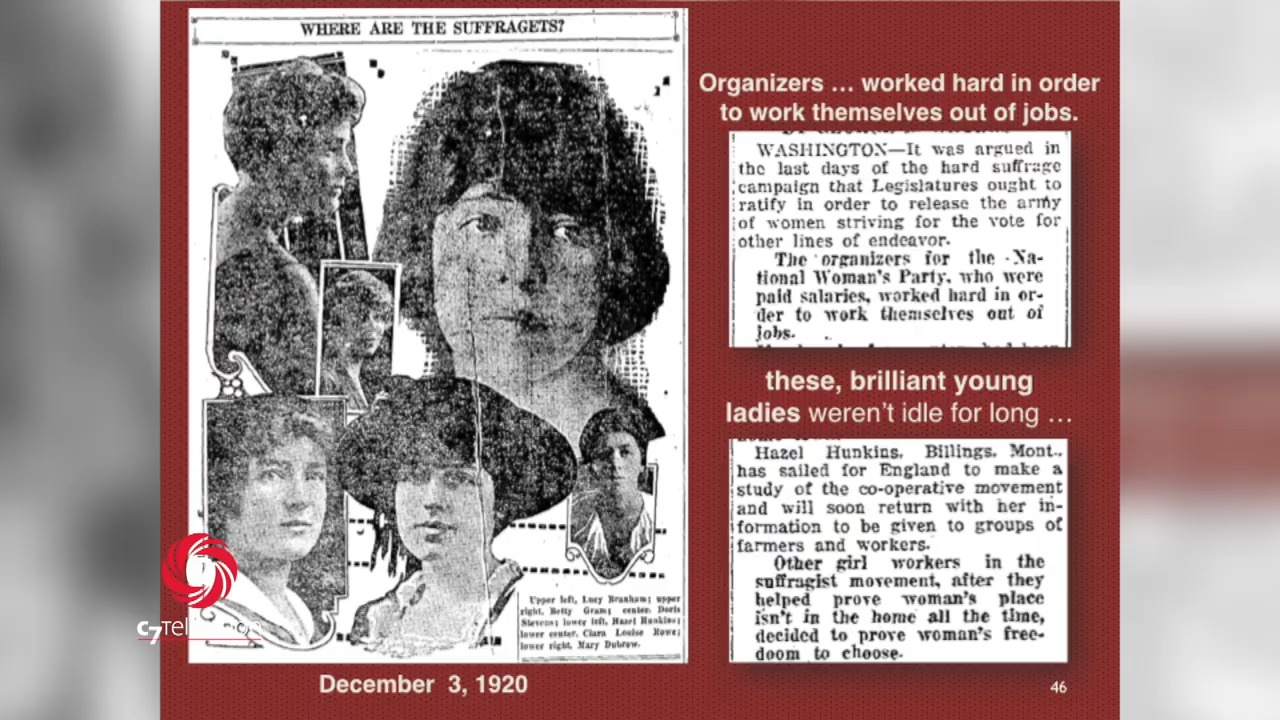 WHERE ARE THE SUFFRAGETS?
Upper left, Lucy Branham; upper
right, Betty Gram; center, Doris
Stevens; lower left, Hazel Hunkins;
lower center, Clara Louise Rowe;
lower right, Mary Dubrow.
December 3, 1920
Organizers … worked hard in order
to work themselves out of jobs.
WASHINGTON—It was argued in
the last days of the hard suffrage
campaign that Legislatures ought to
ratify in order to release the army
of women striving for the vote for
other lines of endeavor.
The organizers for the Na-
tional Woman's Party, who were
paid salaries, worked hard in or-
der to work themselves out of
jobs.
these, brilliant young
ladies weren't idle for long …
Hazel Hunkins, Billings, Mont.,
has sailed for England to make a
study of the co-operative movement
and will soon return with her in-
formation to be given to groups of
farmers and workers.
Other girl workers in the
suffragist movement, after they
helped prove woman's place
isn't in the home all the time,
decided to prove woman's free-
doom to choose.
46